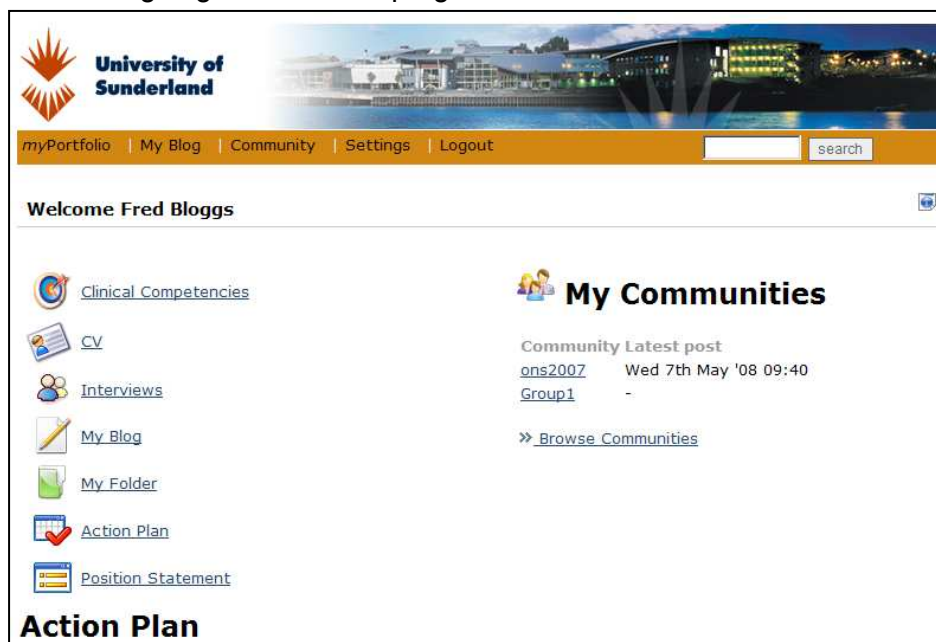 University of
Sunderland
myPortfolio | My Blog | Community | Settings | Logout
search
Welcome Fred Bloggs
Clinical Competencies
CV
Interviews
My Blog
My Folder
Action Plan
Position Statement
My Communities
Community Latest post
ons2007 Wed 7th May '08 09:40
Group1 -
» Browse Communities
Action Plan